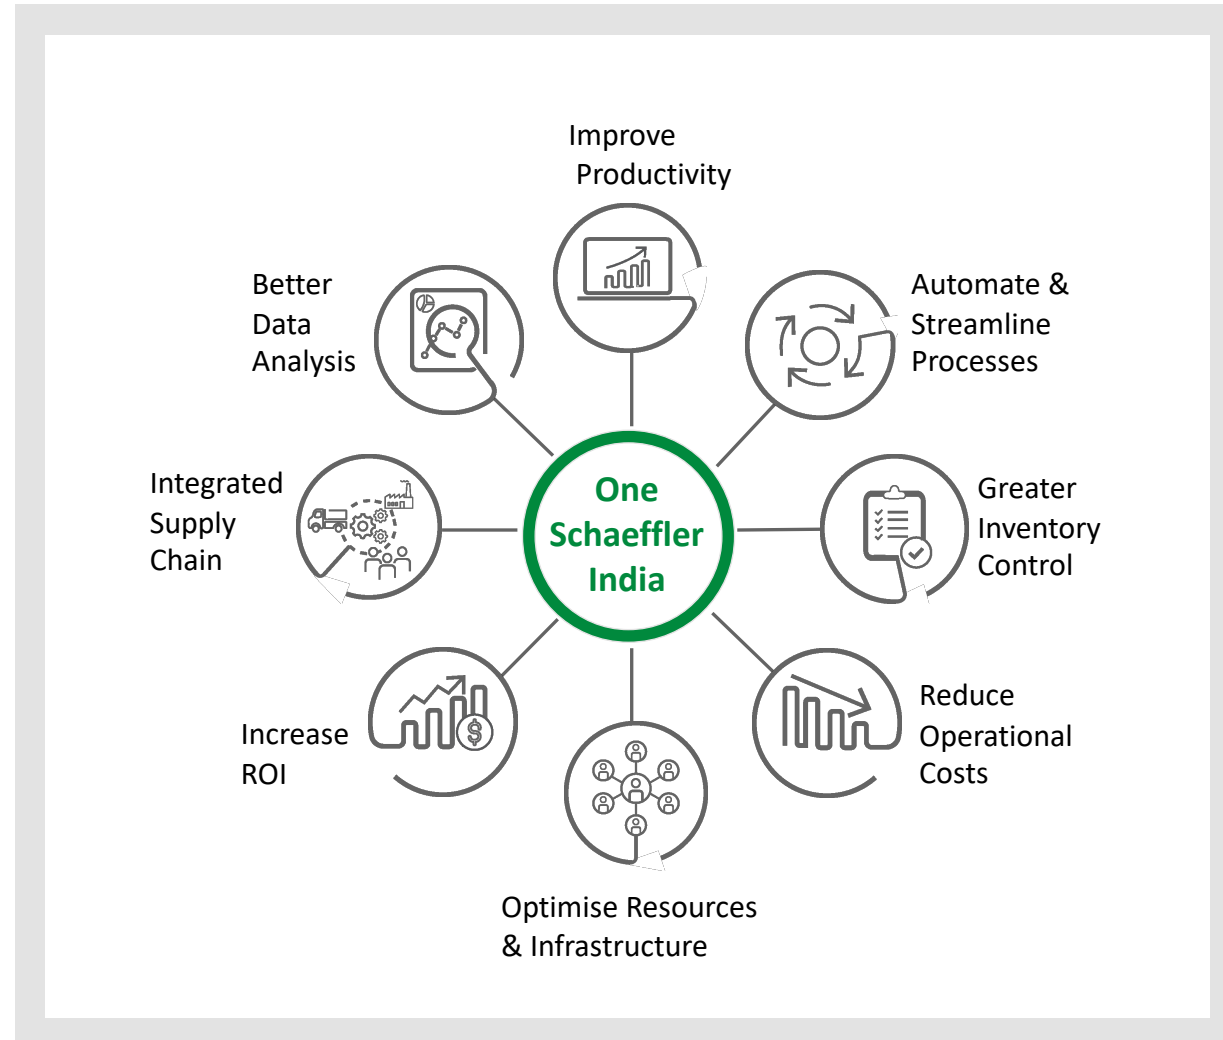 Improve
Productivity
Better
Data
Analysis
Automate &
Streamline
Processes
Integrated
Supply
Chain
One
Schaeffler
India
Greater
Inventory
Control
Increase
ROI
$
Reduce
Operational
Costs
Optimise Resources
& Infrastructure